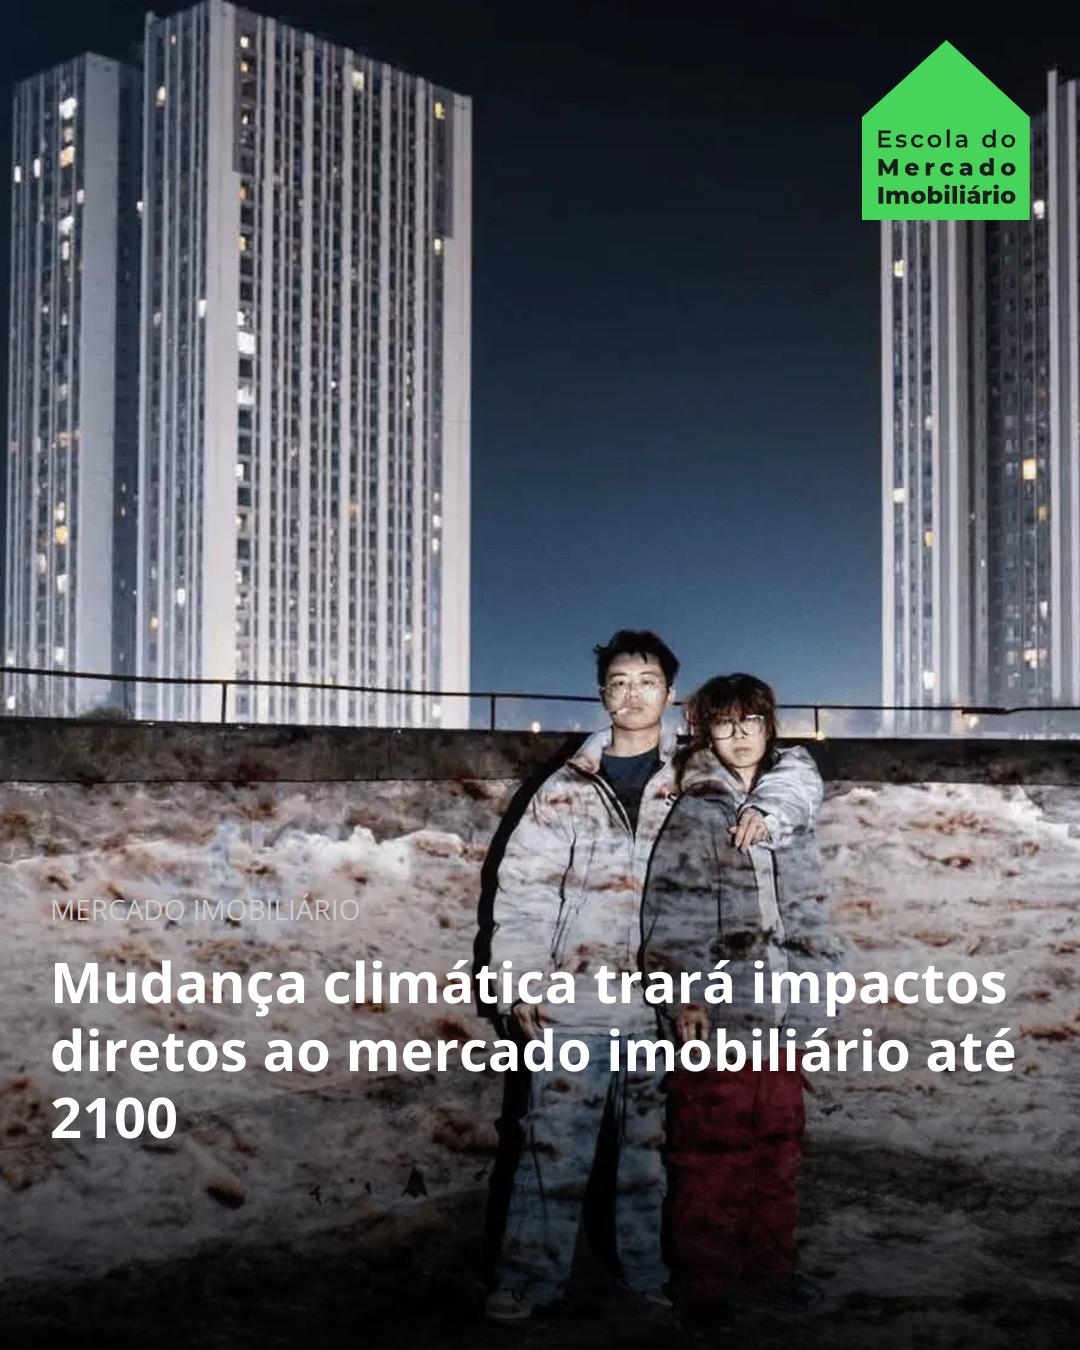 Escola do
Mercado
Imobiliário
MERCADO IMOBILIÁRIO
Mudança climática trará impactos
diretos ao mercado imobiliário até
2100